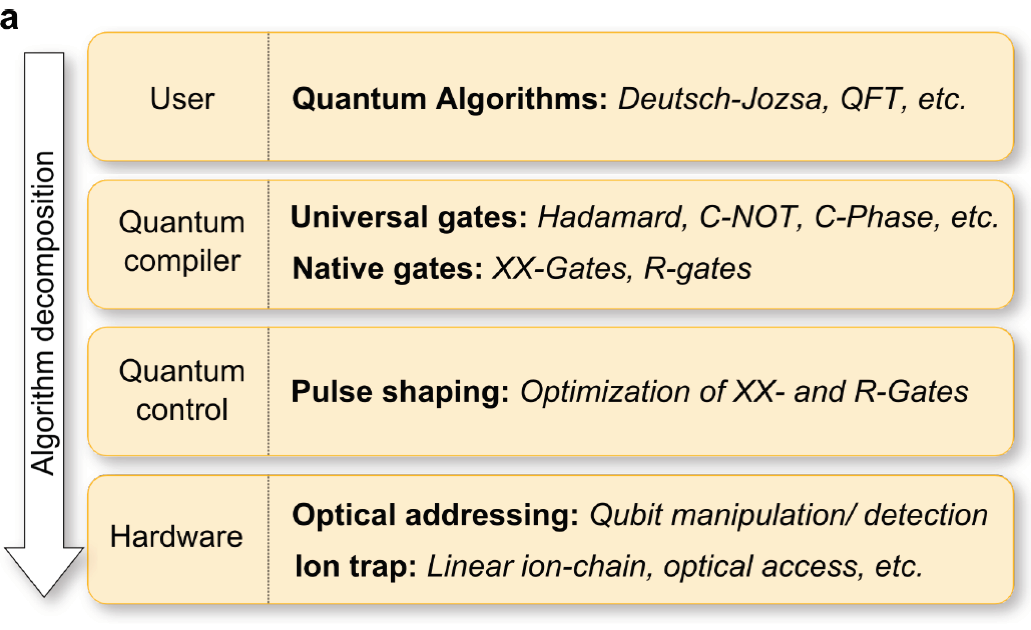 a
Algorithm decomposition
User
Quantum Algorithms: Deutsch-Jozsa, QFT, etc.
Quantum
compiler
Universal gates: Hadamard, C-NOT, C-Phase, etc.
Native gates: XX-Gates, R-gates
Quantum
control
Pulse shaping: Optimization of XX- and R-Gates
Hardware
Optical addressing: Qubit manipulation/ detection
Ion trap: Linear ion-chain, optical access, etc.